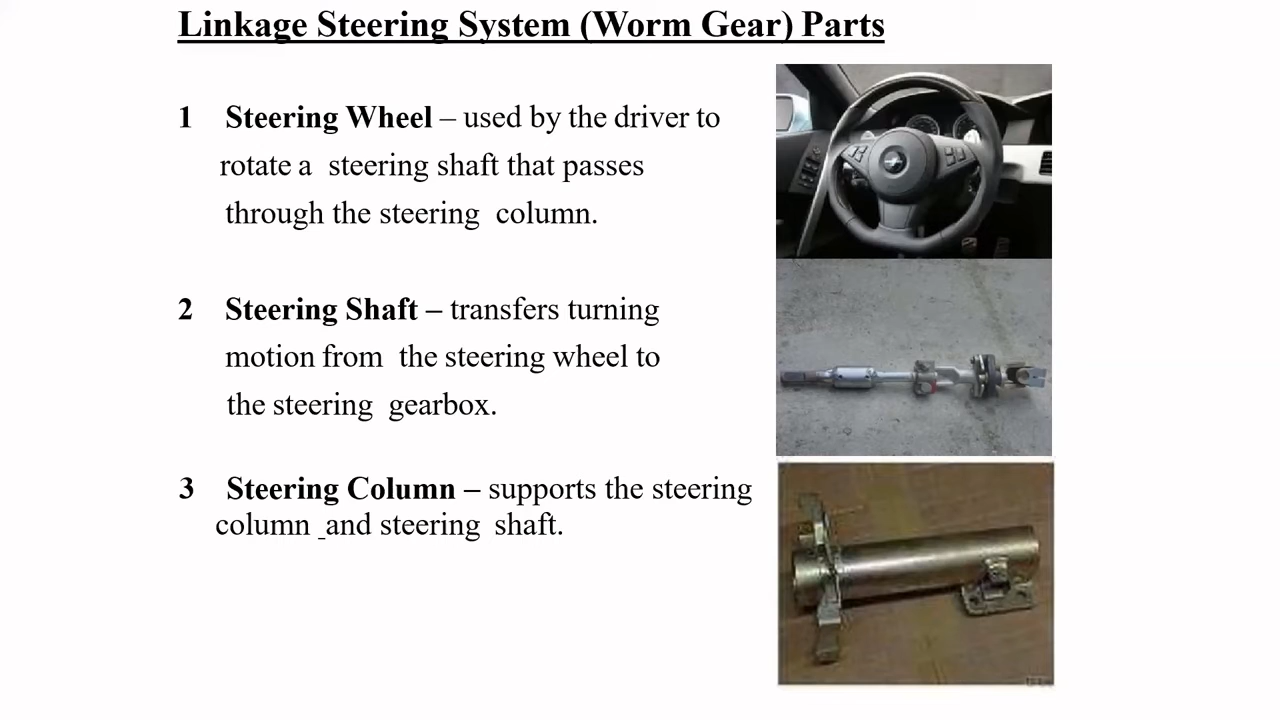 Linkage Steering System (Worm Gear) Parts
1 Steering Wheel – used by the driver to
rotate a steering shaft that passes
through the steering column.
2 Steering Shaft – transfers turning
motion from the steering wheel to
the steering gearbox.
3 Steering Column – supports the steering
column _and steering shaft.